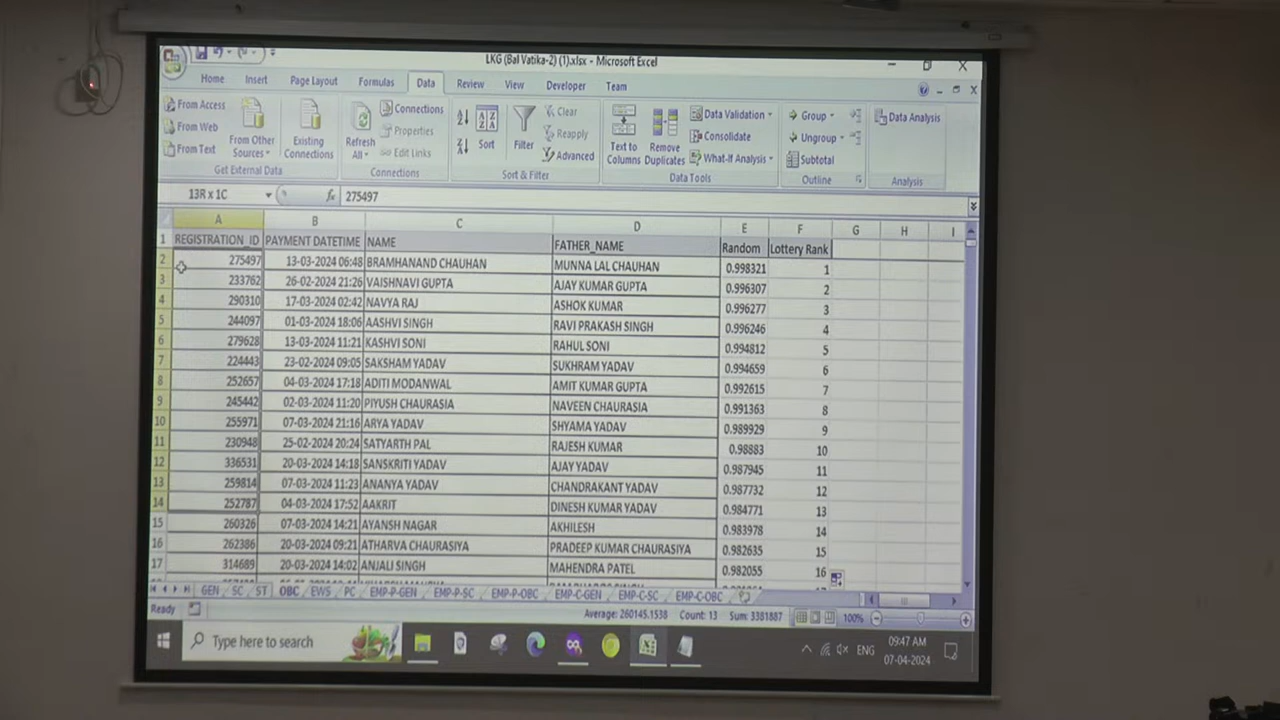 LKG (Bal Vatika-2) (1).xlsx - Microsoft Excel
Home Insert Page Layout Formulas Data Review View Developer Team
From Access
From Web
From Text
From Other Sources
Existing Connections
Get External Data
Refresh All
Connections
Properties
Edit Links
Connections
Sort
Filter
Clear
Reapply
Advanced
Sort & Filter
Text to Columns
Remove Duplicates
Data Validation
Consolidate
What-If Analysis
Data Tools
Group
Ungroup
Subtotal
Outline
Data Analysis
Analysis
13R x 1C fx 275497
A B C D E F G H I
1 REGISTRATION_ID PAYMENT DATETIME NAME FATHER_NAME Random Lottery Rank
2 275497 13-03-2024 06:48 BRAMHANAND CHAUHAN MUNNA LAL CHAUHAN 0.998321 1
3 233762 26-02-2024 21:26 VAISHNAVI GUPTA AJAY KUMAR GUPTA 0.996307 2
4 290310 17-03-2024 02:42 NAVYA RAJ ASHOK KUMAR 0.996277 3
5 244097 01-03-2024 18:06 AASHVI SINGH RAVI PRAKASH SINGH 0.996246 4
6 279628 13-03-2024 11:21 KASHVI SONI RAHUL SONI 0.994812 5
7 224443 23-02-2024 09:05 SAKSHAM YADAV SUKHRAM YADAV 0.994659 6
8 252657 04-03-2024 17:18 ADITI MODANWAL AMIT KUMAR GUPTA 0.992615 7
9 245442 02-03-2024 11:20 PIYUSH CHAURASIA NAVEEN CHAURASIA 0.991363 8
10 255971 07-03-2024 21:16 ARYA YADAV SHYAMA YADAV 0.989929 9
11 230948 25-02-2024 20:24 SATYARTH PAL RAJESH KUMAR 0.98883 10
12 336531 20-03-2024 14:18 SANSKRITI YADAV AJAY YADAV 0.987945 11
13 259814 07-03-2024 11:23 ANANYA YADAV CHANDRAKANT YADAV 0.987732 12
14 252787 04-03-2024 17:52 AAKRIT DINESH KUMAR YADAV 0.984771 13
15 260326 07-03-2024 14:21 AYANSH NAGAR AKHILESH 0.983978 14
16 262386 20-03-2024 09:21 ATHARVA CHAURASIYA PRADEEP KUMAR CHAURASIYA 0.982635 15
17 314689 20-03-2024 14:02 ANJALI SINGH MAHENDRA PATEL 0.982055 16
GEN SC ST OBC EWS PC EMP-P-GEN EMP-P-SC EMP-P-OBC EMP-C-GEN EMP-C-SC EMP-C-OBC
Ready Average: 260145.1538 Count: 13 Sum: 3381887 100%
Type here to search ENG 09:47 AM
07-04-2024